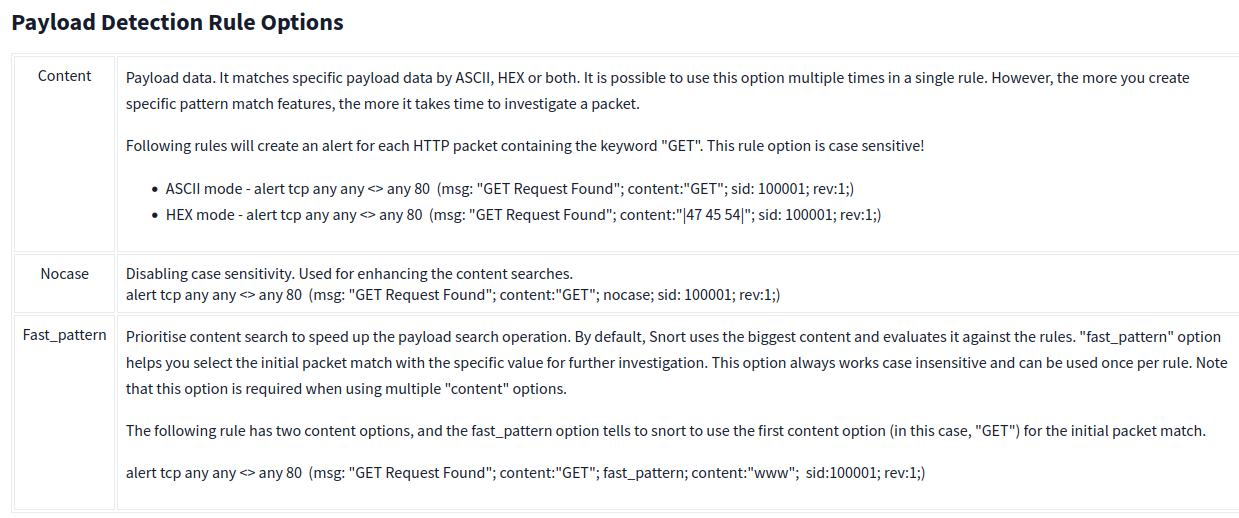 Payload Detection Rule Options
Content
Payload data. It matches specific payload data by ASCII, HEX or both. It is possible to use this option multiple times in a single rule. However, the more you create
specific pattern match features, the more it takes time to investigate a packet.
Following rules will create an alert for each HTTP packet containing the keyword "GET". This rule option is case sensitive!
• ASCII mode - alert tcp any any <> any 80  (msg: "GET Request Found"; content:"GET"; sid: 100001; rev:1;)
• HEX mode - alert tcp any any <> any 80  (msg: "GET Request Found"; content:"|47 45 54|"; sid: 100001; rev:1;)
Nocase
Disabling case sensitivity. Used for enhancing the content searches.
alert tcp any any <> any 80  (msg: "GET Request Found"; content:"GET"; nocase; sid: 100001; rev:1;)
Fast_pattern
Prioritise content search to speed up the payload search operation. By default, Snort uses the biggest content and evaluates it against the rules. "fast_pattern" option
helps you select the initial packet match with the specific value for further investigation. This option always works case insensitive and can be used once per rule. Note
that this option is required when using multiple "content" options.
The following rule has two content options, and the fast_pattern option tells to snort to use the first content option (in this case, "GET") for the initial packet match.
alert tcp any any <> any 80  (msg: "GET Request Found"; content:"GET"; fast_pattern; content:"www";  sid:100001; rev:1;)